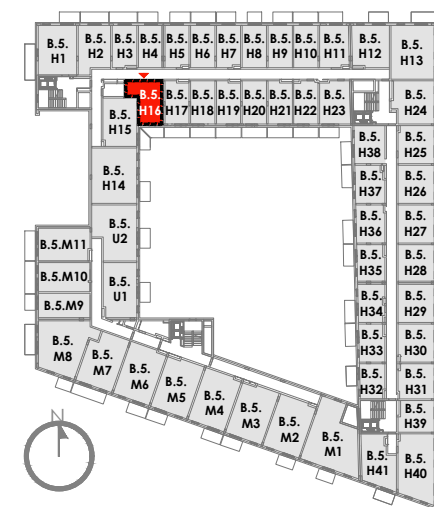 B.5.
H1
B.5.
H2
B.5.
H3
B.5.
H4
B.5.
H5
B.5.
H6
B.5.
H7
B.5.
H8
B.5.
H9
B.5.
H10
B.5.
H11
B.5.
H12
B.5.
H13
B.5.
H15
B.5.
H16
B.5.
H17
B.5.
H18
B.5.
H19
B.5.
H20
B.5.
H21
B.5.
H22
B.5.
H23
B.5.
H24
B.5.
H38
B.5.
H25
B.5.
H14
B.5.
H37
B.5.
H26
B.5.
U2
B.5.
H36
B.5.
H27
B.5.M11
B.5.
H35
B.5.
H28
B.5.M10
B.5.
U1
B.5.
H34
B.5.
H29
B.5.M9
B.5.
M8
B.5.
M7
B.5.
M6
B.5.
M5
B.5.
M4
B.5.
M3
B.5.
M2
B.5.
M1
B.5.
H33
B.5.
H30
B.5.
H32
B.5.
H31
B.5.
H39
B.5.
H41
B.5.
H40
N